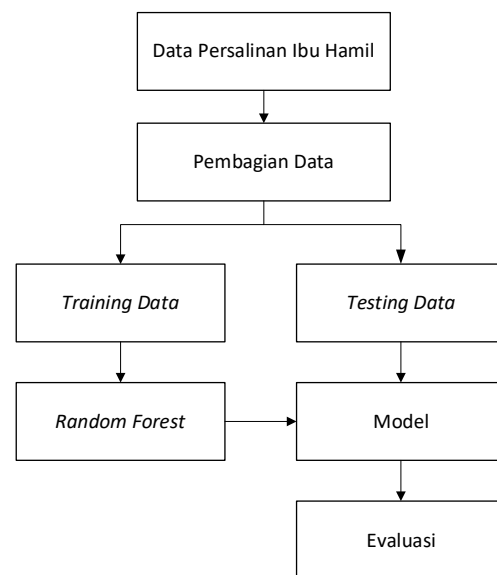 Data Persalinan Ibu Hamil
Pembagian Data
Training Data
Testing Data
Random Forest
Model
Evaluasi